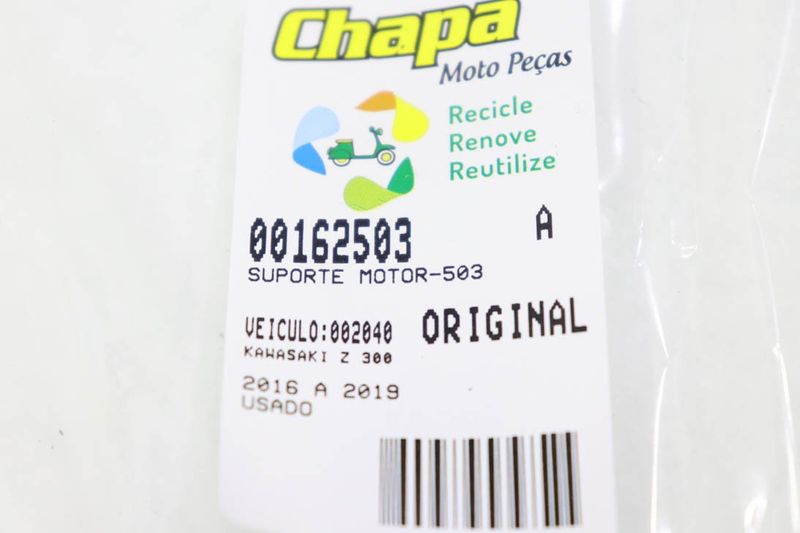 Chapa
Moto Peças
Recicle
Renove
Reutilize
00162503 A
SUPORTE MOTOR-503
VEICULO:002040 ORIGINAL
KAWASAKI Z 300
2016 A 2019
USADO